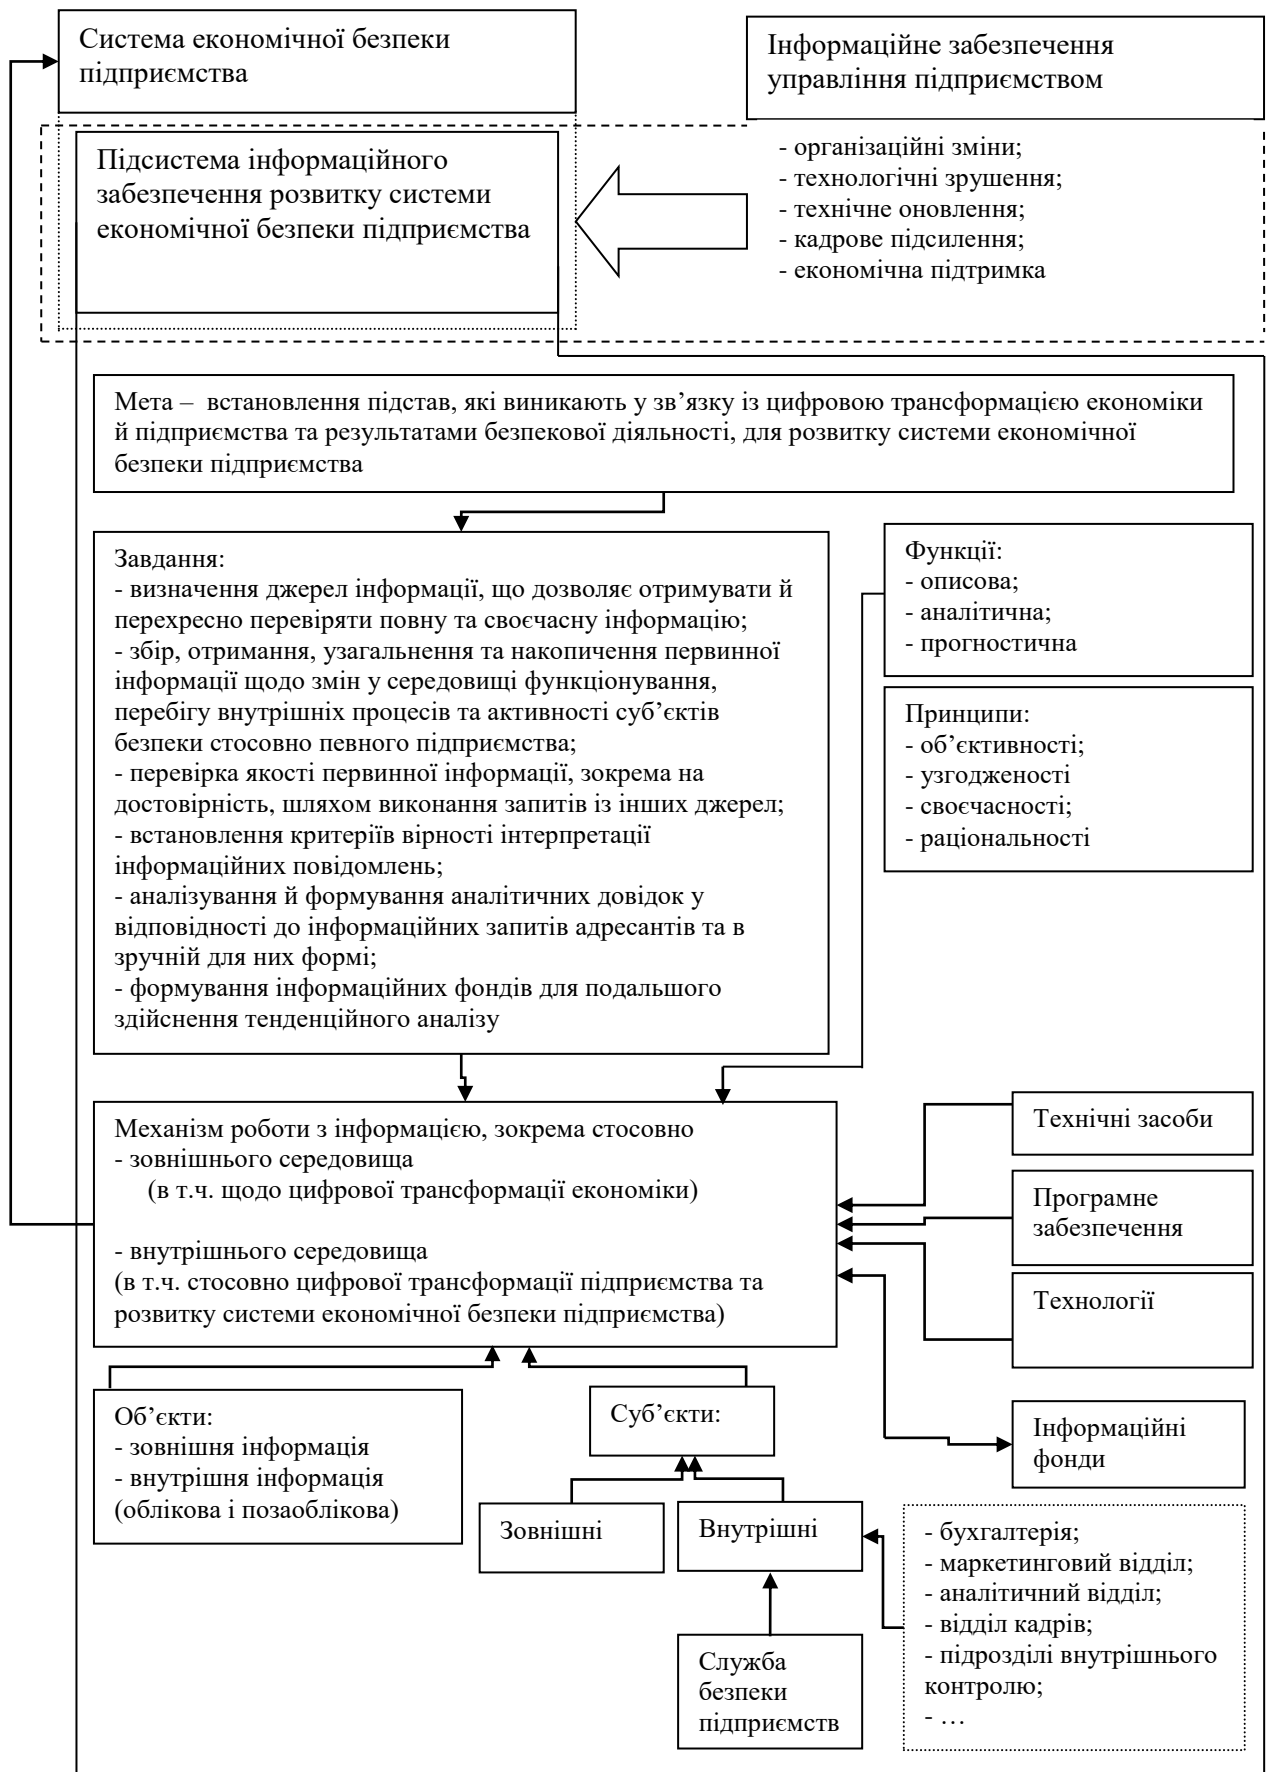 Система економічної безпеки
підприємства
Інформаційне забезпечення
управління підприємством
Підсистема інформаційного
забезпечення розвитку системи
економічної безпеки підприємства
- організаційні зміни;
- технологічні зрушення;
- технічне оновлення;
- кадрове підсилення;
- економічна підтримка
Мета – встановлення підстав, які виникають у зв’язку із цифровою трансформацією економіки
й підприємства та результатами безпекової діяльності, для розвитку системи економічної
безпеки підприємства
Завдання:
- визначення джерел інформації, що дозволяє отримувати й
перехресно перевіряти повну та своєчасну інформацію;
- збір, отримання, узагальнення та накопичення первинної
інформації щодо змін у середовищі функціонування,
перебігу внутрішніх процесів та активності суб’єктів
безпеки стосовно певного підприємства;
- перевірка якості первинної інформації, зокрема на
достовірність, шляхом виконання запитів із інших джерел;
- встановлення критеріїв вірності інтерпретації
інформаційних повідомлень;
- аналізування й формування аналітичних довідок у
відповідності до інформаційних запитів адресантів та в
зручній для них формі;
- формування інформаційних фондів для подальшого
здійснення тенденційного аналізу
Функції:
- описова;
- аналітична;
- прогностична
Принципи:
- об’єктивності;
- узгодженості
- своєчасності;
- раціональності
Механізм роботи з інформацією, зокрема стосовно
- зовнішнього середовища
(в т.ч. щодо цифрової трансформації економіки)
- внутрішнього середовища
(в т.ч. стосовно цифрової трансформації підприємства та
розвитку системи економічної безпеки підприємства)
Технічні засоби
Програмне
забезпечення
Технології
Інформаційні
фонди
Об’єкти:
- зовнішня інформація
- внутрішня інформація
(облікова і позаоблікова)
Суб’єкти:
Зовнішні
Внутрішні
Служба
безпеки
підприємств
- бухгалтерія;
- маркетинговий відділ;
- аналітичний відділ;
- відділ кадрів;
- підрозділі внутрішнього
контролю;
- …